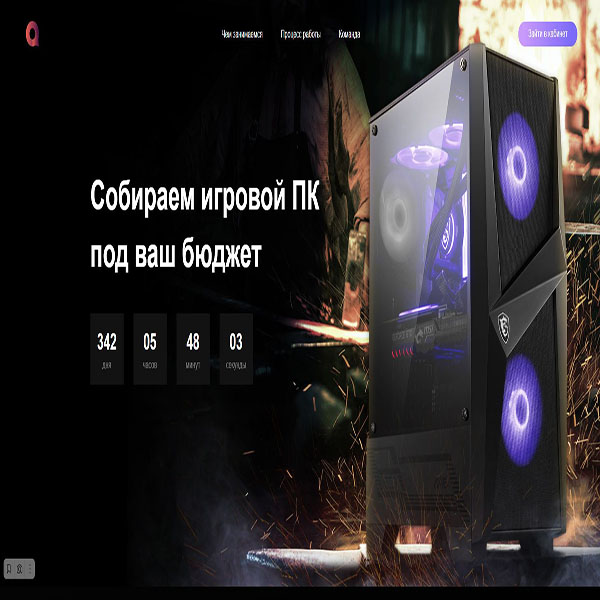 Чем занимаемся Процесс работы Команда Зайти в кабинет
Собираем игровой ПК
под ваш бюджет
342 05 48 03
дня часов минут секунды